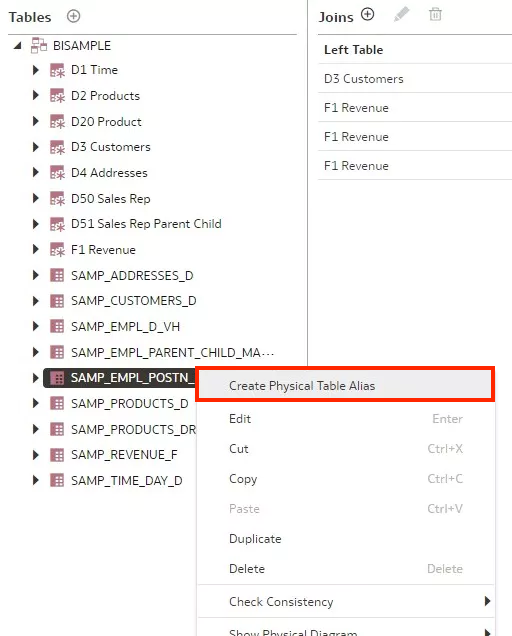 Tables
BISAMPLE
D1 Time
D2 Products
D20 Product
D3 Customers
D4 Addresses
D50 Sales Rep
D51 Sales Rep Parent Child
F1 Revenue
SAMP_ADDRESSES_D
SAMP_CUSTOMERS_D
SAMP_EMPL_D_VH
SAMP_EMPL_PARENT_CHILD_MA...
SAMP_EMPL_POSTN_
SAMP_PRODUCTS_D
SAMP_PRODUCTS_DR
SAMP_REVENUE_F
SAMP_TIME_DAY_D
Joins
Left Table
D3 Customers
F1 Revenue
F1 Revenue
F1 Revenue
Create Physical Table Alias
Edit Enter
Cut Ctrl+X
Copy Ctrl+C
Paste Ctrl+V
Duplicate
Delete Delete
Check Consistency
Show Physical Diagram